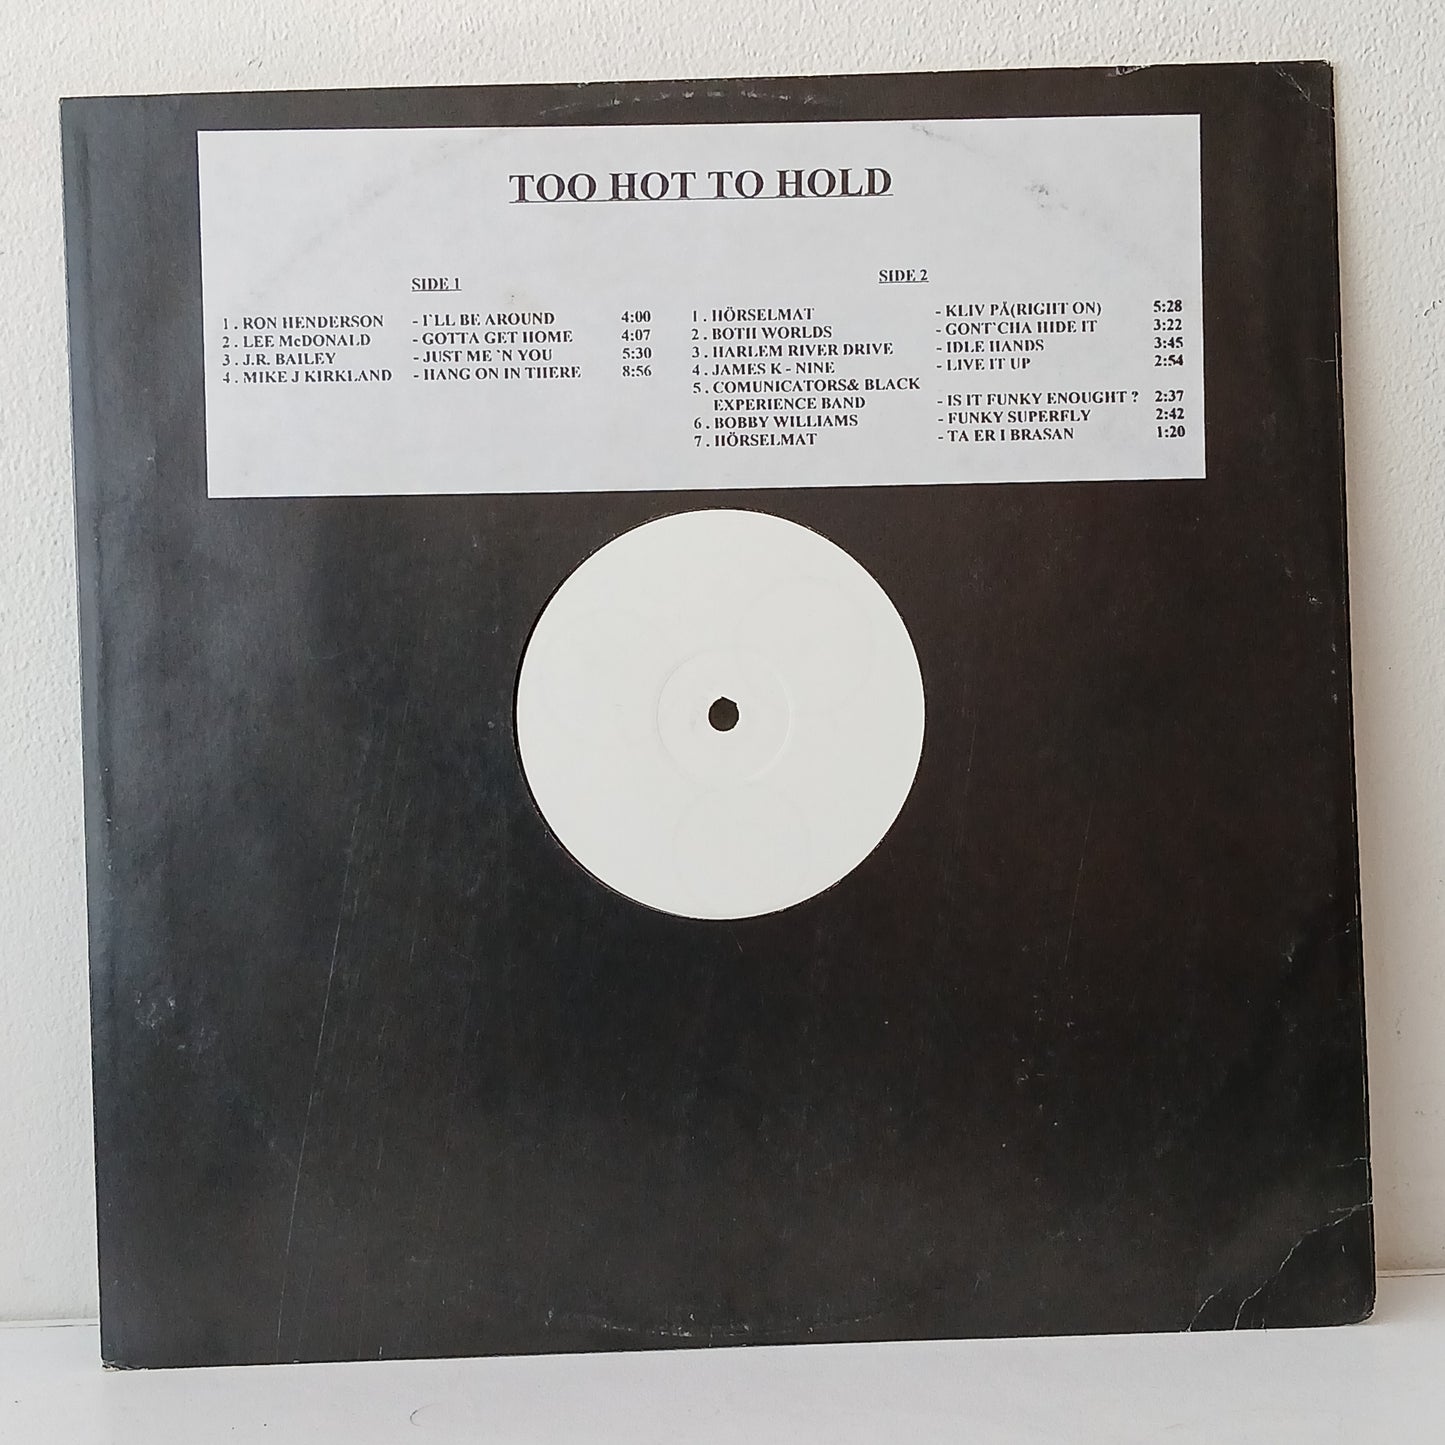 TOO HOT TO HOLD
SIDE 1
1 . RON HENDERSON - I`LL BE AROUND 4:00
2 . LEE McDONALD - GOTTA GET HOME 4:07
3 . J.R. BAILEY - JUST ME `N YOU 5:30
4 . MIKE J KIRKLAND - HANG ON IN THERE 8:56
SIDE 2
1 . HÖRSELMAT - KLIV PÅ(RIGHT ON) 5:28
2 . BOTH WORLDS - GONT`CHA HIDE IT 3:22
3 . HARLEM RIVER DRIVE - IDLE HANDS 3:45
4 . JAMES K - NINE - LIVE IT UP 2:54
5 . COMUNICATORS& BLACK
EXPERIENCE BAND - IS IT FUNKY ENOUGHT ? 2:37
6 . BOBBY WILLIAMS - FUNKY SUPERFLY 2:42
7 . HÖRSELMAT - TA ER I BRASAN 1:20